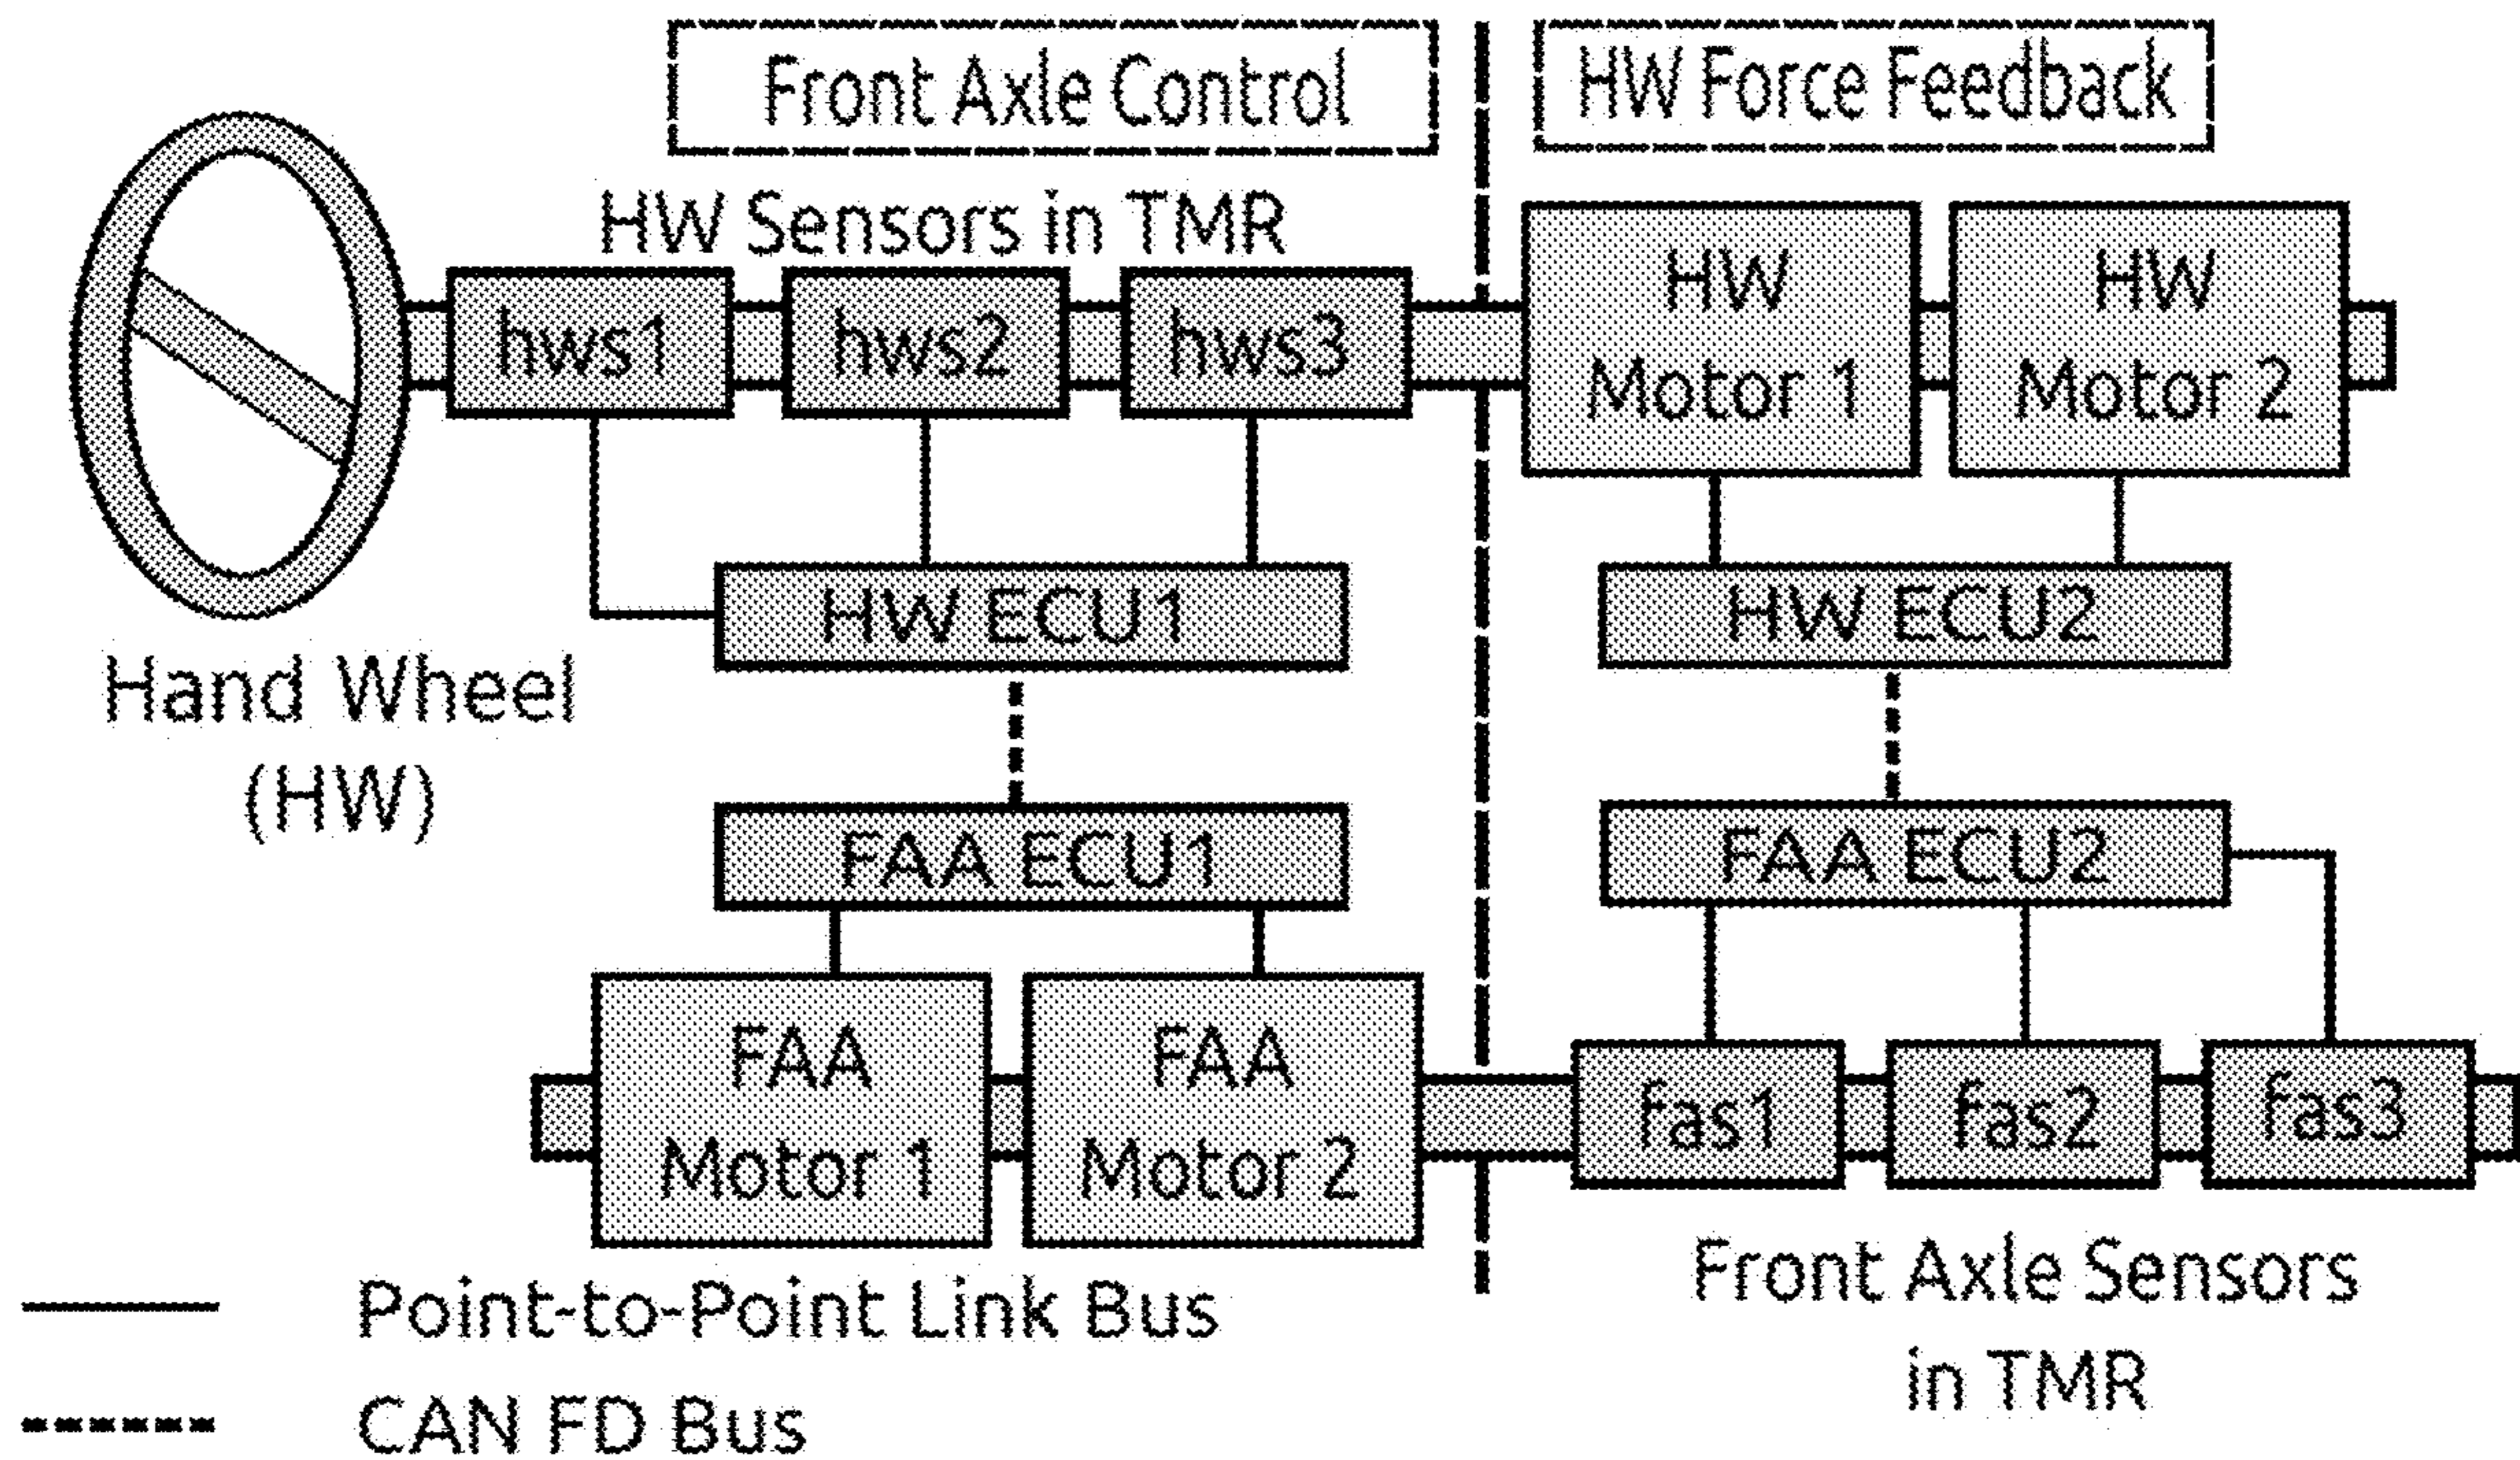 Front Axle Control
HW Force Feedback
HW Sensors in TMR
hws1
hws2
hws3
HW
Motor 1
HW
Motor 2
HW ECU1
HW ECU2
Hand Wheel
(HW)
FAA ECU1
FAA ECU2
FAA
Motor 1
FAA
Motor 2
fas1
fas2
fas3
Front Axle Sensors
in TMR
Point-to-Point Link Bus
CAN FD Bus